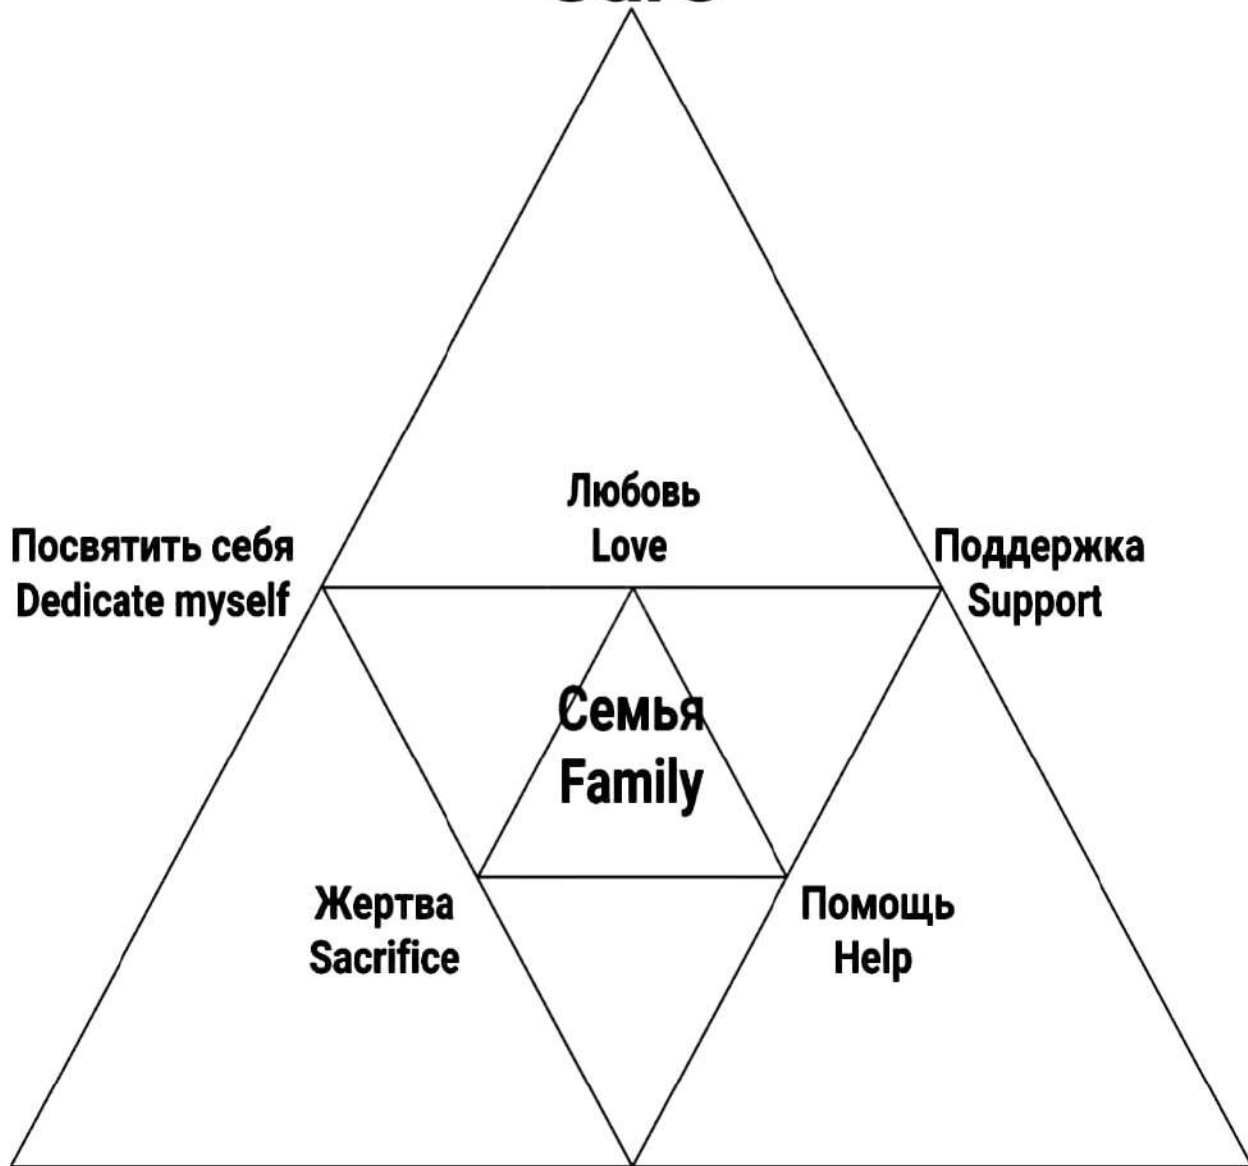 Любовь
Love
Посвятить себя
Dedicate myself
Поддержка
Support
Семья
Family
Жертва
Sacrifice
Помощь
Help